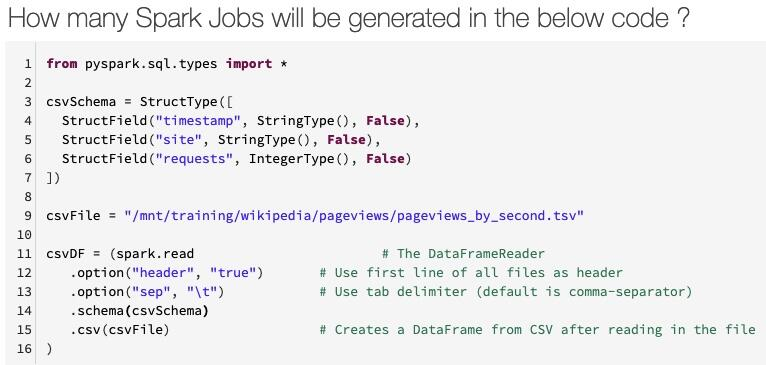 How many Spark Jobs will be generated in the below code ?
1 from pyspark.sql.types import *
2
3 csvSchema = StructType([
4   StructField("timestamp", StringType(), False),
5   StructField("site", StringType(), False),
6   StructField("requests", IntegerType(), False)
7 ])
8
9 csvFile = "/mnt/training/wikipedia/pageviews/pageviews_by_second.tsv"
10
11 csvDF = (spark.read                        # The DataFrameReader
12    .option("header", "true")       # Use first line of all files as header
13    .option("sep", "\t")            # Use tab delimiter (default is comma-separator)
14    .schema(csvSchema)
15    .csv(csvFile)                   # Creates a DataFrame from CSV after reading in the file
16 )